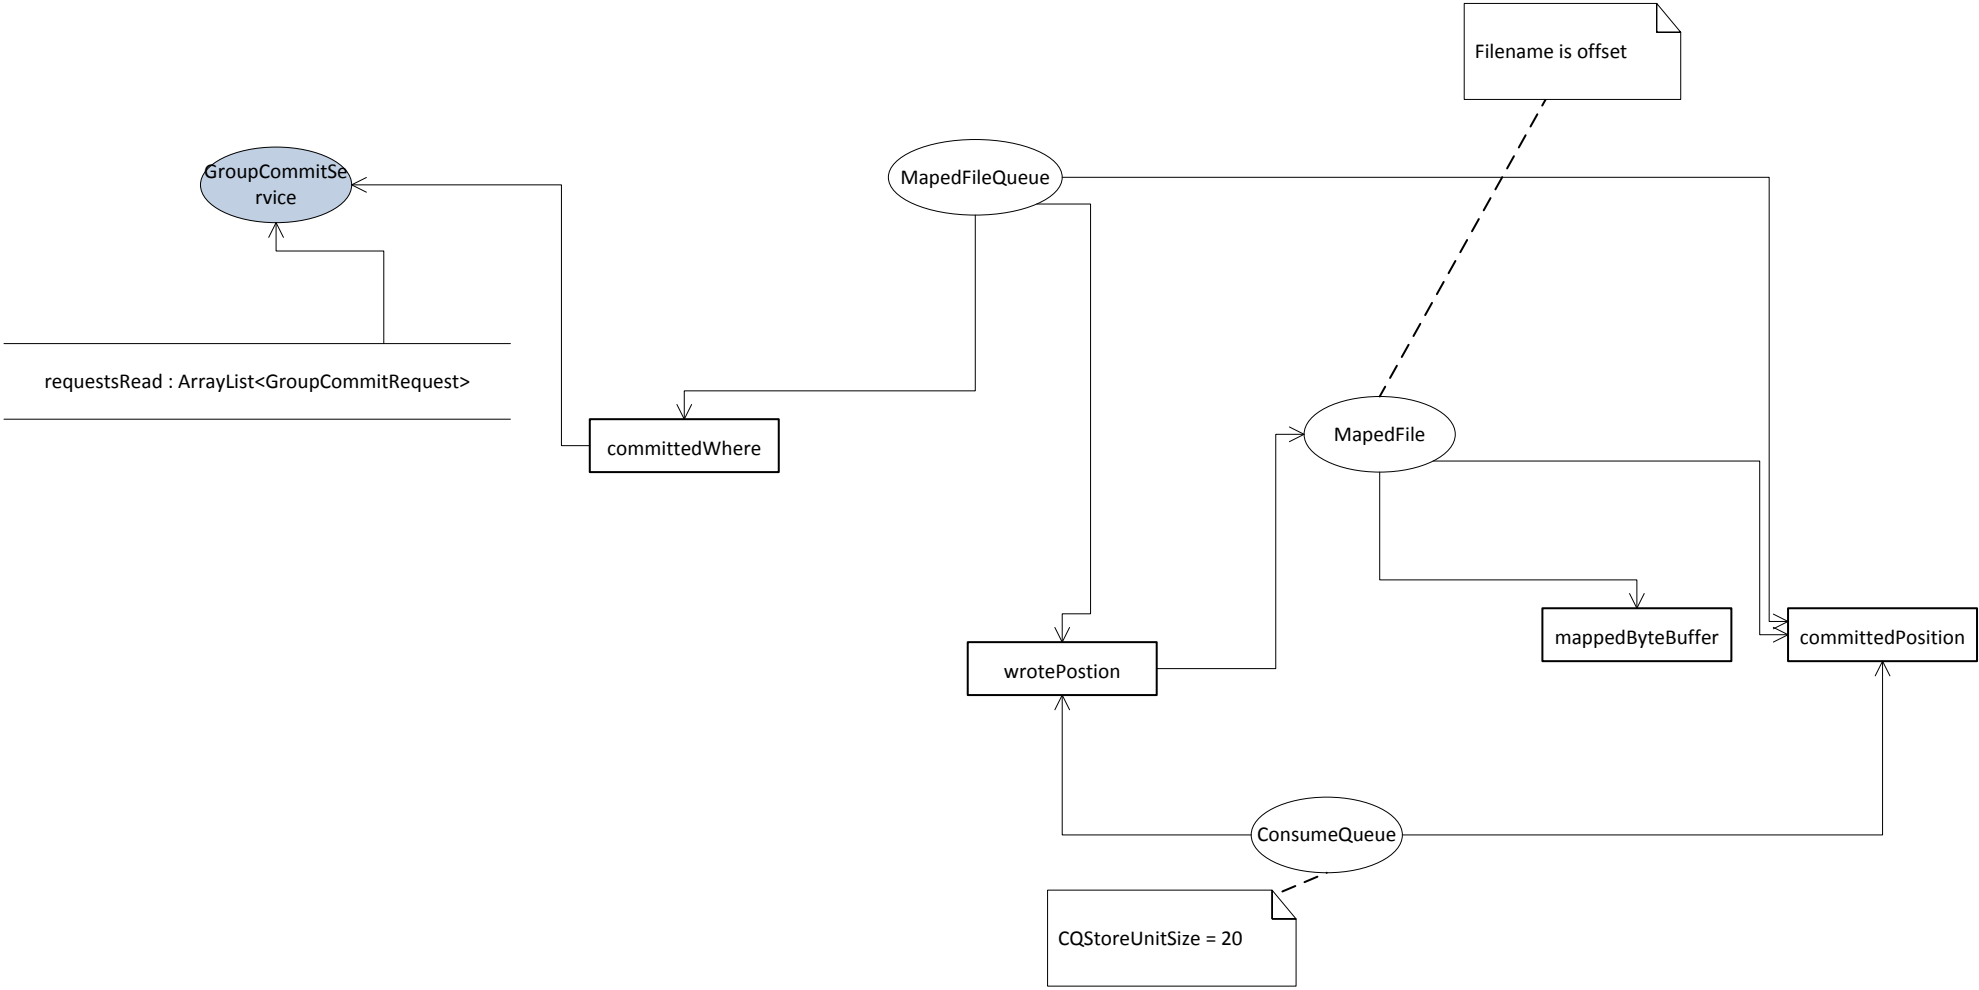 Filename is offset
GroupCommitSe
rvice
MapedFileQueue
requestsRead : ArrayList<GroupCommitRequest>
committedWhere
MapedFile
mappedByteBuffer
committedPosition
wrotePostion
ConsumeQueue
CQStoreUnitSize = 20